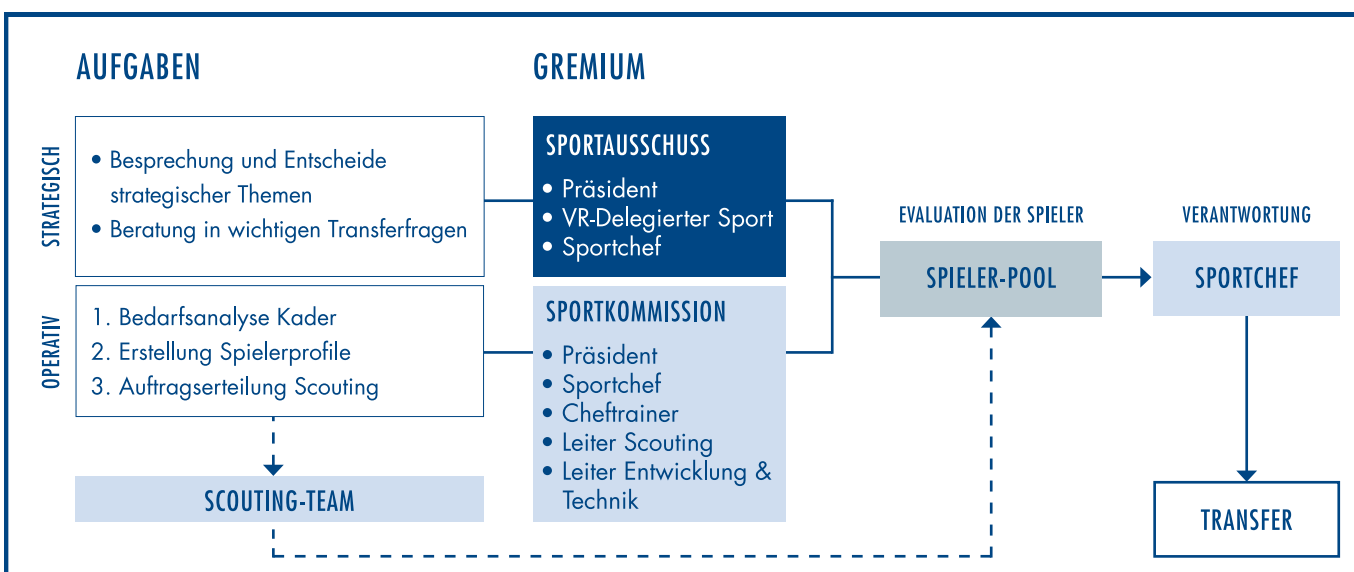 AUFGABEN
GREMIUM
STRATEGISCH
• Besprechung und Entscheide
strategischer Themen
• Beratung in wichtigen Transferfragen
SPORTAUSSCHUSS
• Präsident
• VR-Delegierter Sport
• Sportchef
OPERATIV
1. Bedarfsanalyse Kader
2. Erstellung Spielerprofile
3. Auftragserteilung Scouting
SPORTKOMMISSION
• Präsident
• Sportchef
• Cheftrainer
• Leiter Scouting
• Leiter Entwicklung &
Technik
SCOUTING-TEAM
EVALUATION DER SPIELER
SPIELER-POOL
VERANTWORTUNG
SPORTCHEF
TRANSFER